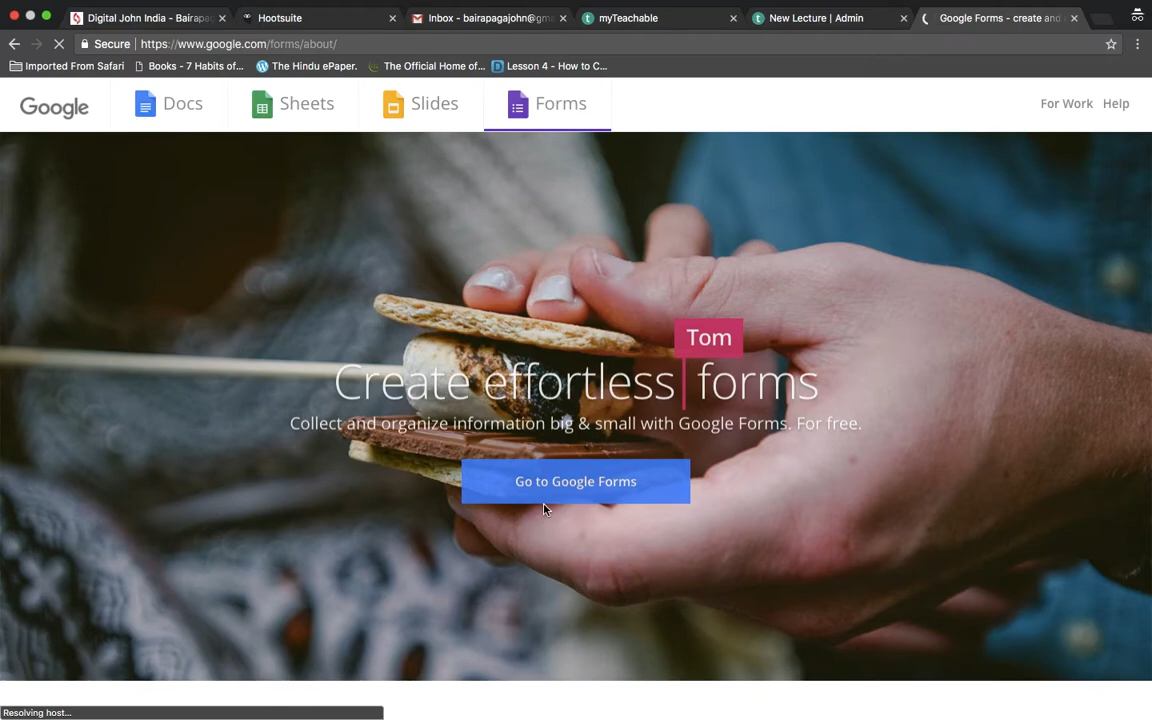 Digital John India - Bairapa
Hootsuite
Inbox - bairapagajohn@gm
myTeachable
New Lecture | Admin
Google Forms - create and
Secure | https://www.google.com/forms/about/
Imported From Safari
Books - 7 Habits of...
The Hindu ePaper.
The Official Home of...
Lesson 4 - How to C...
Google
Docs
Sheets
Slides
Forms
For Work
Help
Tom
Create effortless forms
Collect and organize information big & small with Google Forms. For free.
Go to Google Forms
Resolving host...